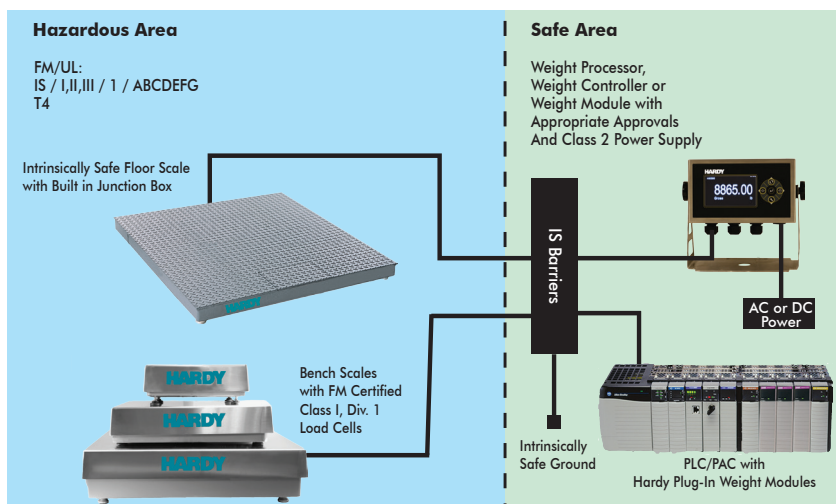 Hazardous Area
FM/UL:
IS / I,II,III / 1 / ABCDEFG
T4
Intrinsically Safe Floor Scale
with Built in Junction Box
HARDY
HARDY
HARDY
HARDY
Bench Scales
with FM Certified
Class I, Div. 1
Load Cells
Safe Area
Weight Processor,
Weight Controller or
Weight Module with
Appropriate Approvals
And Class 2 Power Supply
IS Barriers
HARDY
8865.00
AC or DC
Power
Intrinsically
Safe Ground
PLC/PAC with
Hardy Plug-In Weight Modules